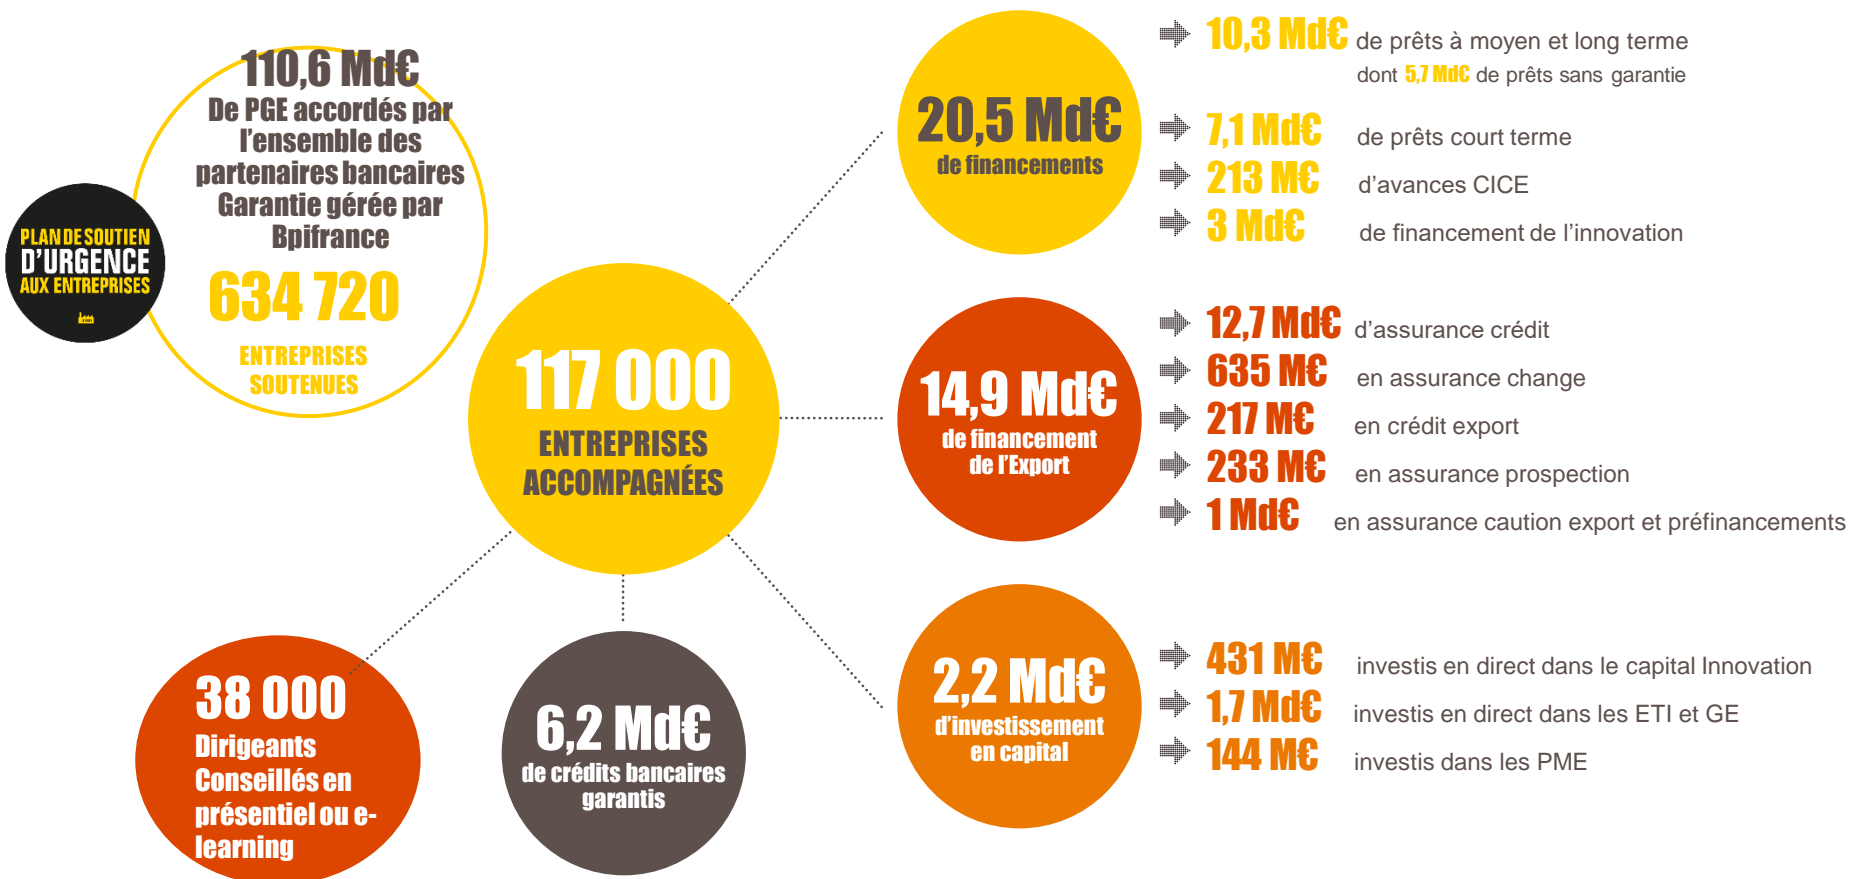 110,6 Md€
De PGE accordés par
l'ensemble des
partenaires bancaires
Garantie gérée par
Bpifrance
634 720
ENTREPRISES
SOUTENUES
PLAN DE SOUTIEN
D'URGENCE
AUX ENTREPRISES
117 000
ENTREPRISES
ACCOMPAGNÉES
38 000
Dirigeants
Conseillés en
présentiel ou e-
learning
6,2 Md€
de crédits bancaires
garantis
20,5 Md€
de financements
10,3 Md€ de prêts à moyen et long terme
dont 5,7 Md€ de prêts sans garantie
7,1 Md€ de prêts court terme
213 M€ d'avances CICE
3 Md€ de financement de l'innovation
14,9 Md€
de financement
de l'Export
12,7 Md€ d'assurance crédit
635 M€ en assurance change
217 M€ en crédit export
233 M€ en assurance prospection
1 Md€ en assurance caution export et préfinancements
2,2 Md€
d'investissement
en capital
431 M€ investis en direct dans le capital Innovation
1,7 Md€ investis en direct dans les ETI et GE
144 M€ investis dans les PME